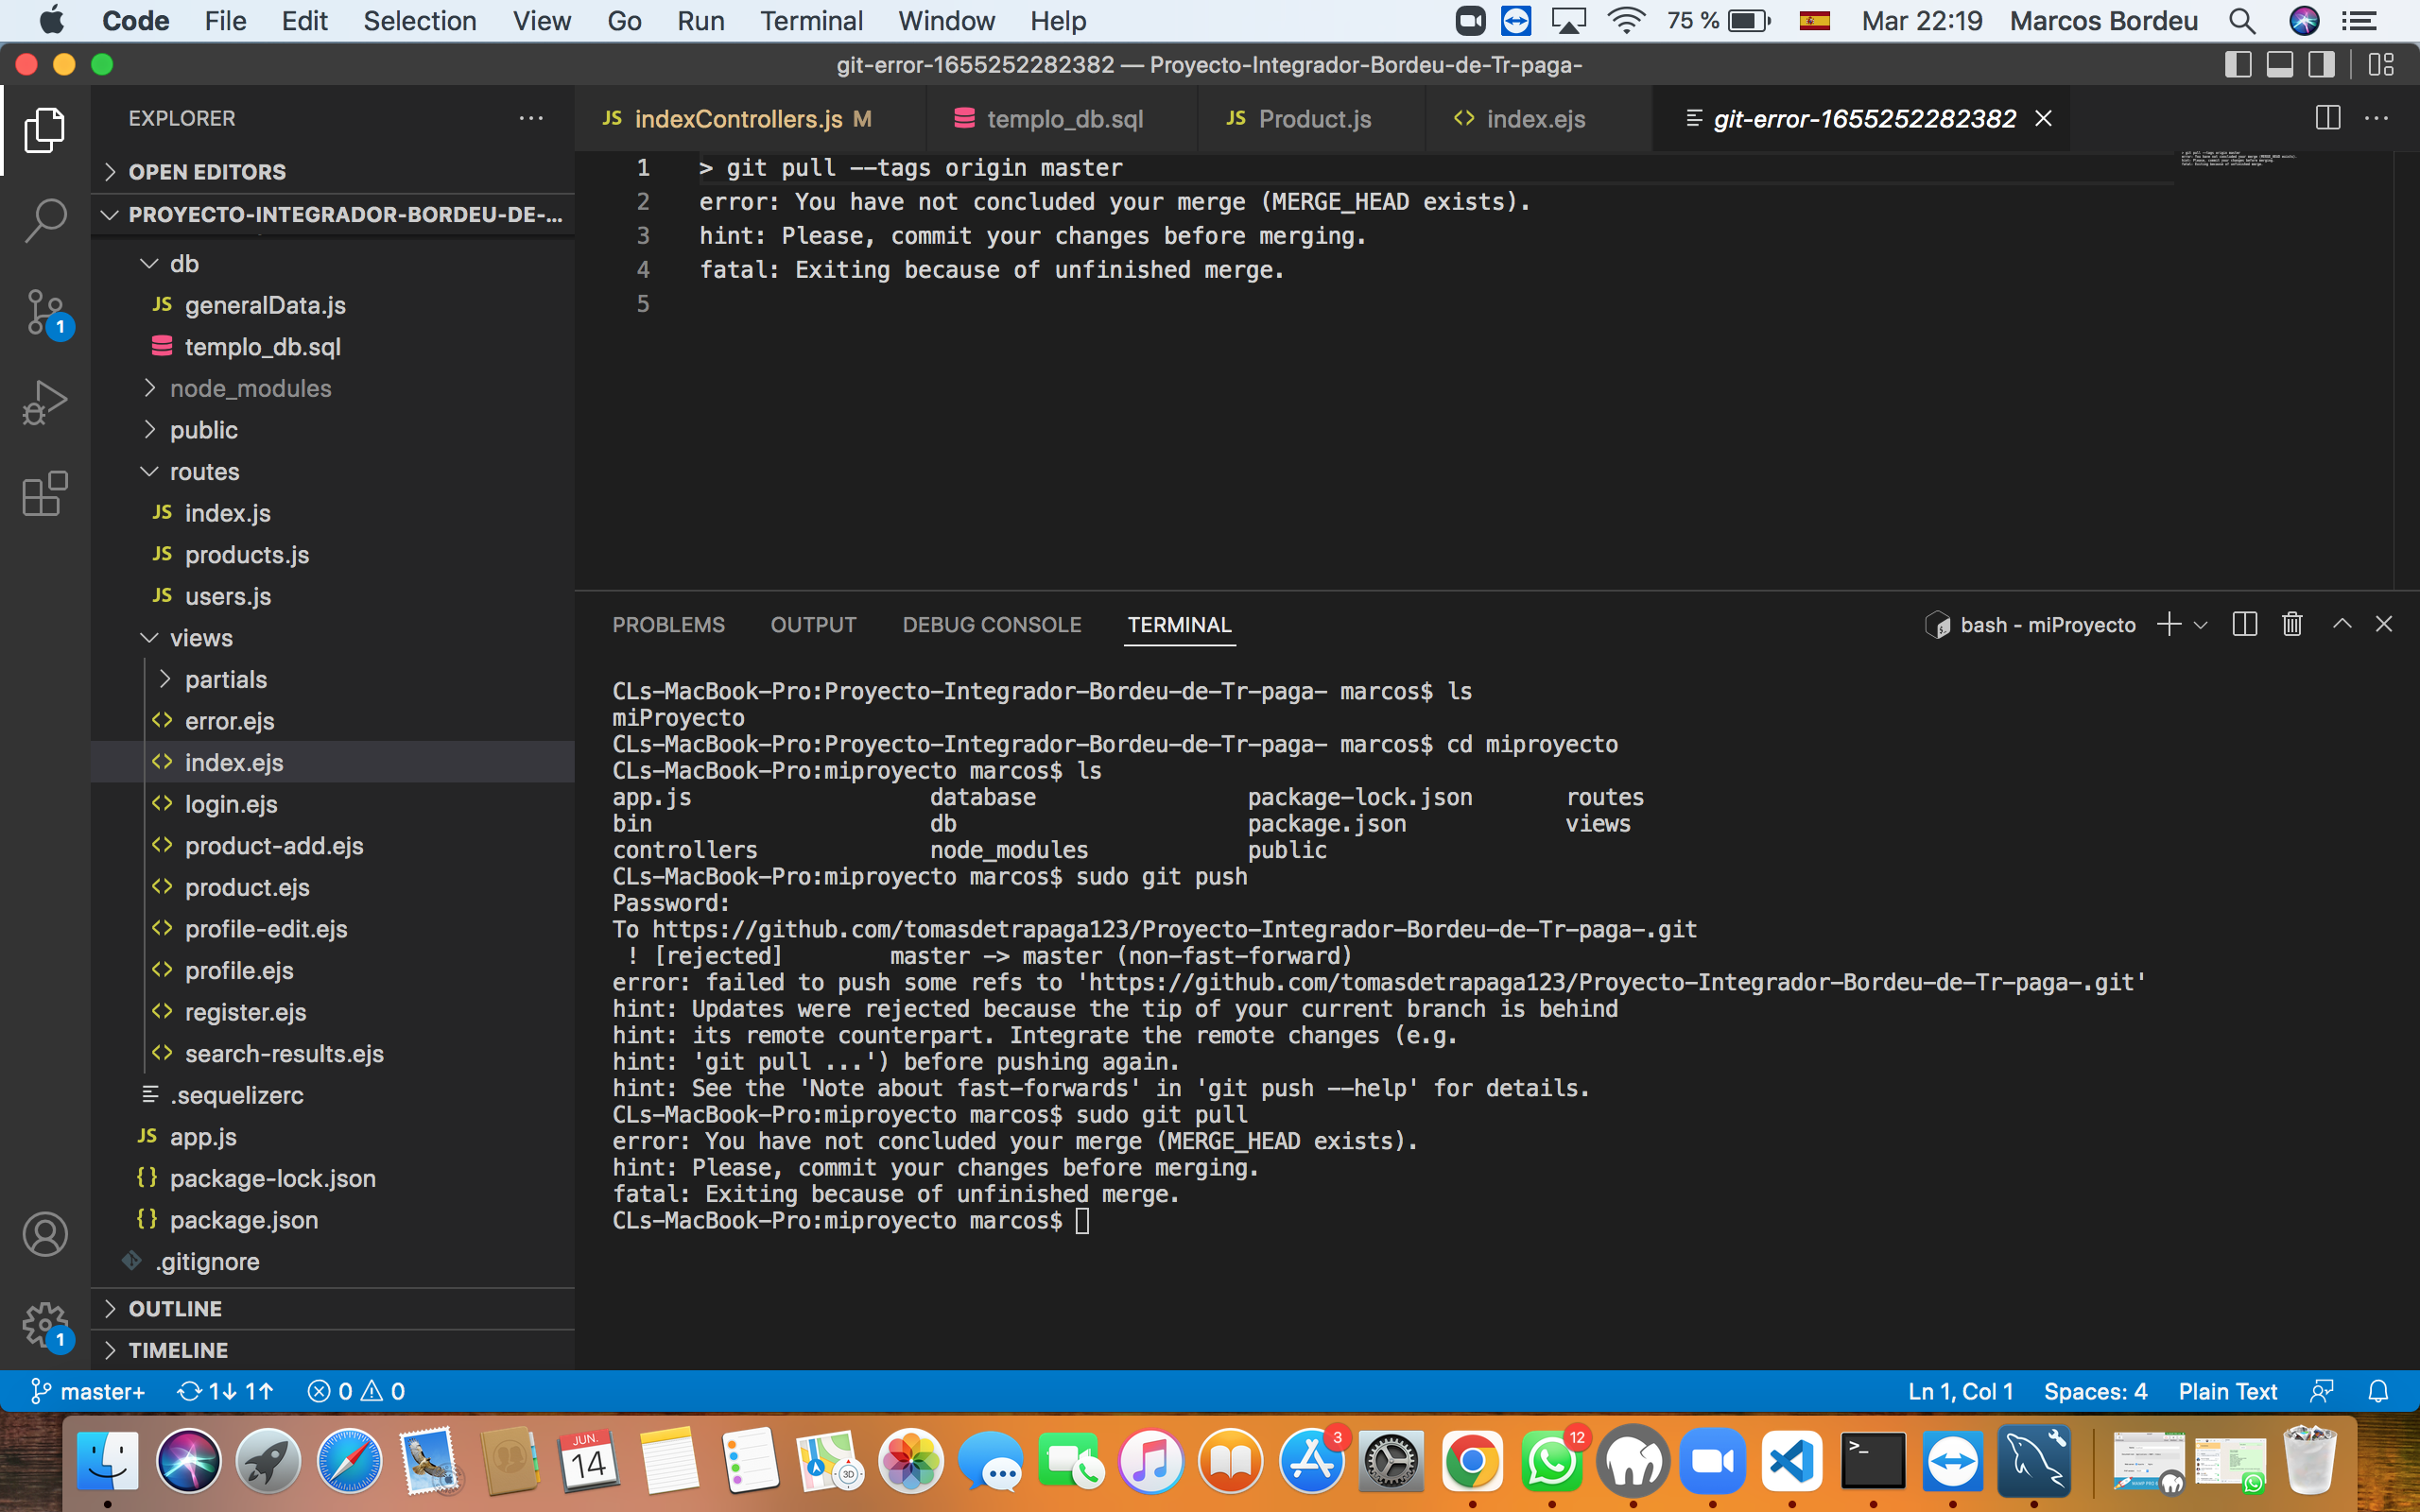 Code File Edit Selection View Go Run Terminal Window Help 75 % Mar 22:19 Marcos Bordeu
git-error-1655252282382 — Proyecto-Integrador-Bordeu-de-Tr-paga-
EXPLORER
OPEN EDITORS
PROYECTO-INTEGRADOR-BORDEU-DE-...
db
JS generalData.js
templo_db.sql
node_modules
public
routes
JS index.js
JS products.js
JS users.js
views
partials
<> error.ejs
<> index.ejs
<> login.ejs
<> product-add.ejs
<> product.ejs
<> profile-edit.ejs
<> profile.ejs
<> register.ejs
<> search-results.ejs
.sequelizerc
JS app.js
{} package-lock.json
{} package.json
.gitignore
OUTLINE
TIMELINE
1
1
JS indexControllers.js M templo_db.sql JS Product.js <> index.ejs git-error-1655252282382
1 > git pull --tags origin master
2 error: You have not concluded your merge (MERGE_HEAD exists).
3 hint: Please, commit your changes before merging.
4 fatal: Exiting because of unfinished merge.
5
PROBLEMS OUTPUT DEBUG CONSOLE TERMINAL bash - miProyecto
CLs-MacBook-Pro:Proyecto-Integrador-Bordeu-de-Tr-paga- marcos$ ls
miProyecto
CLs-MacBook-Pro:Proyecto-Integrador-Bordeu-de-Tr-paga- marcos$ cd miproyecto
CLs-MacBook-Pro:miproyecto marcos$ ls
app.js database package-lock.json routes
bin db package.json views
controllers node_modules public
CLs-MacBook-Pro:miproyecto marcos$ sudo git push
Password:
To https://github.com/tomasdetrapaga123/Proyecto-Integrador-Bordeu-de-Tr-paga-.git
! [rejected] master -> master (non-fast-forward)
error: failed to push some refs to 'https://github.com/tomasdetrapaga123/Proyecto-Integrador-Bordeu-de-Tr-paga-.git'
hint: Updates were rejected because the tip of your current branch is behind
hint: its remote counterpart. Integrate the remote changes (e.g.
hint: 'git pull ...') before pushing again.
hint: See the 'Note about fast-forwards' in 'git push --help' for details.
CLs-MacBook-Pro:miproyecto marcos$ sudo git pull
error: You have not concluded your merge (MERGE_HEAD exists).
hint: Please, commit your changes before merging.
fatal: Exiting because of unfinished merge.
CLs-MacBook-Pro:miproyecto marcos$
master+ 1↓ 1↑ 0 0 Ln 1, Col 1 Spaces: 4 Plain Text
JUN.
14
3D
3
12
>_